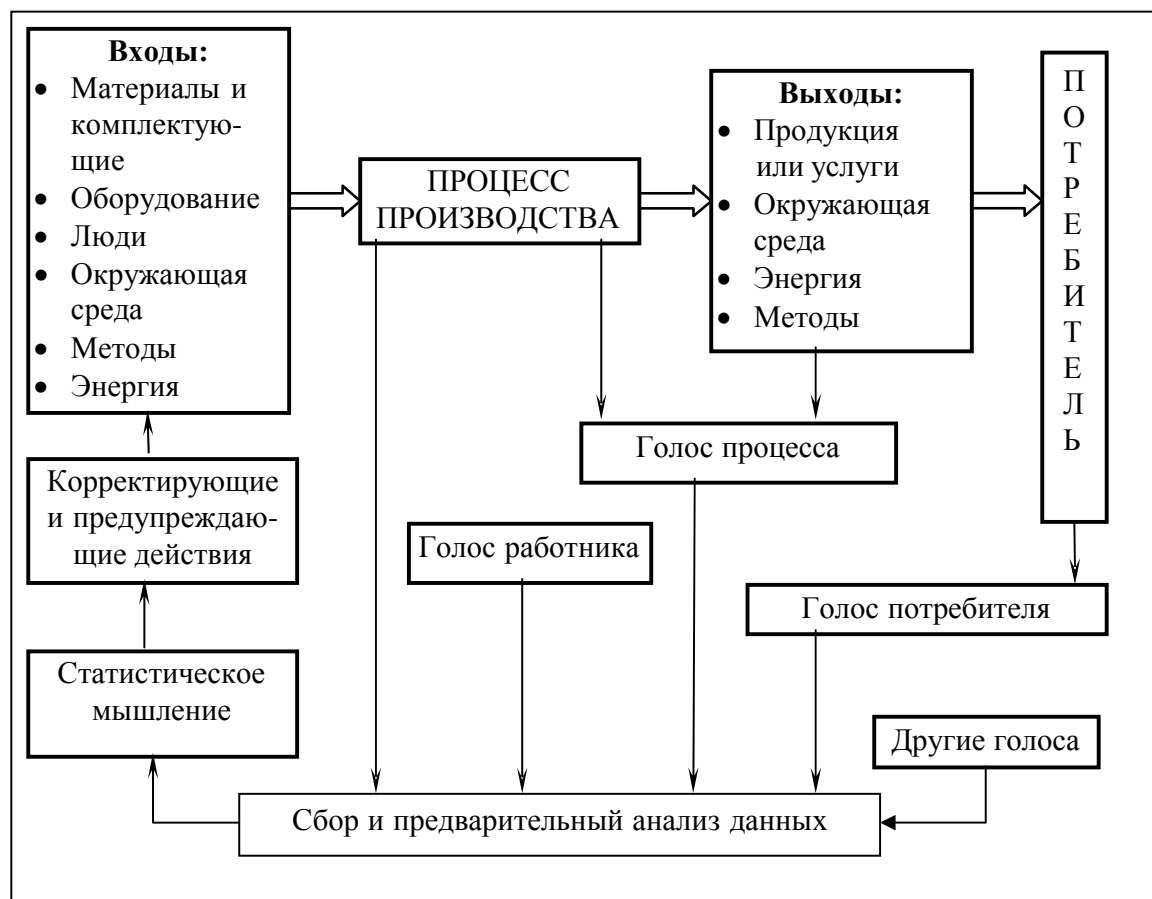 Входы:
• Материалы и
комплектую-
щие
• Оборудование
• Люди
• Окружающая
среда
• Методы
• Энергия
ПРОЦЕСС
ПРОИЗВОДСТВА
Выходы:
• Продукция
или услуги
• Окружающая
среда
• Энергия
• Методы
П
О
Т
Р
Е
Б
И
Т
Е
Л
Ь
Голос процесса
Корректирующие
и предупреждаю-
щие действия
Голос работника
Голос потребителя
Статистическое
мышление
Другие голоса
Сбор и предварительный анализ данных